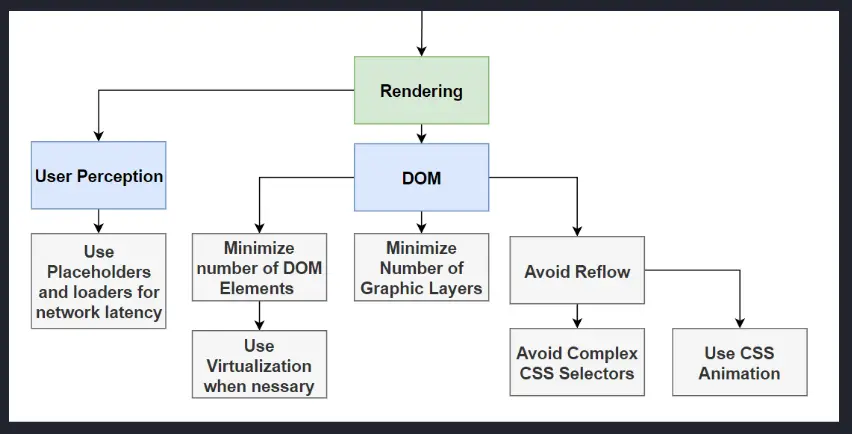 Rendering
User Perception
DOM
Use
Placeholders
and loaders for
network latency
Minimize
number of DOM
Elements
Minimize
Number of
Graphic Layers
Avoid Reflow
Use
Virtualization
when nessary
Avoid Complex
CSS Selectors
Use CSS
Animation